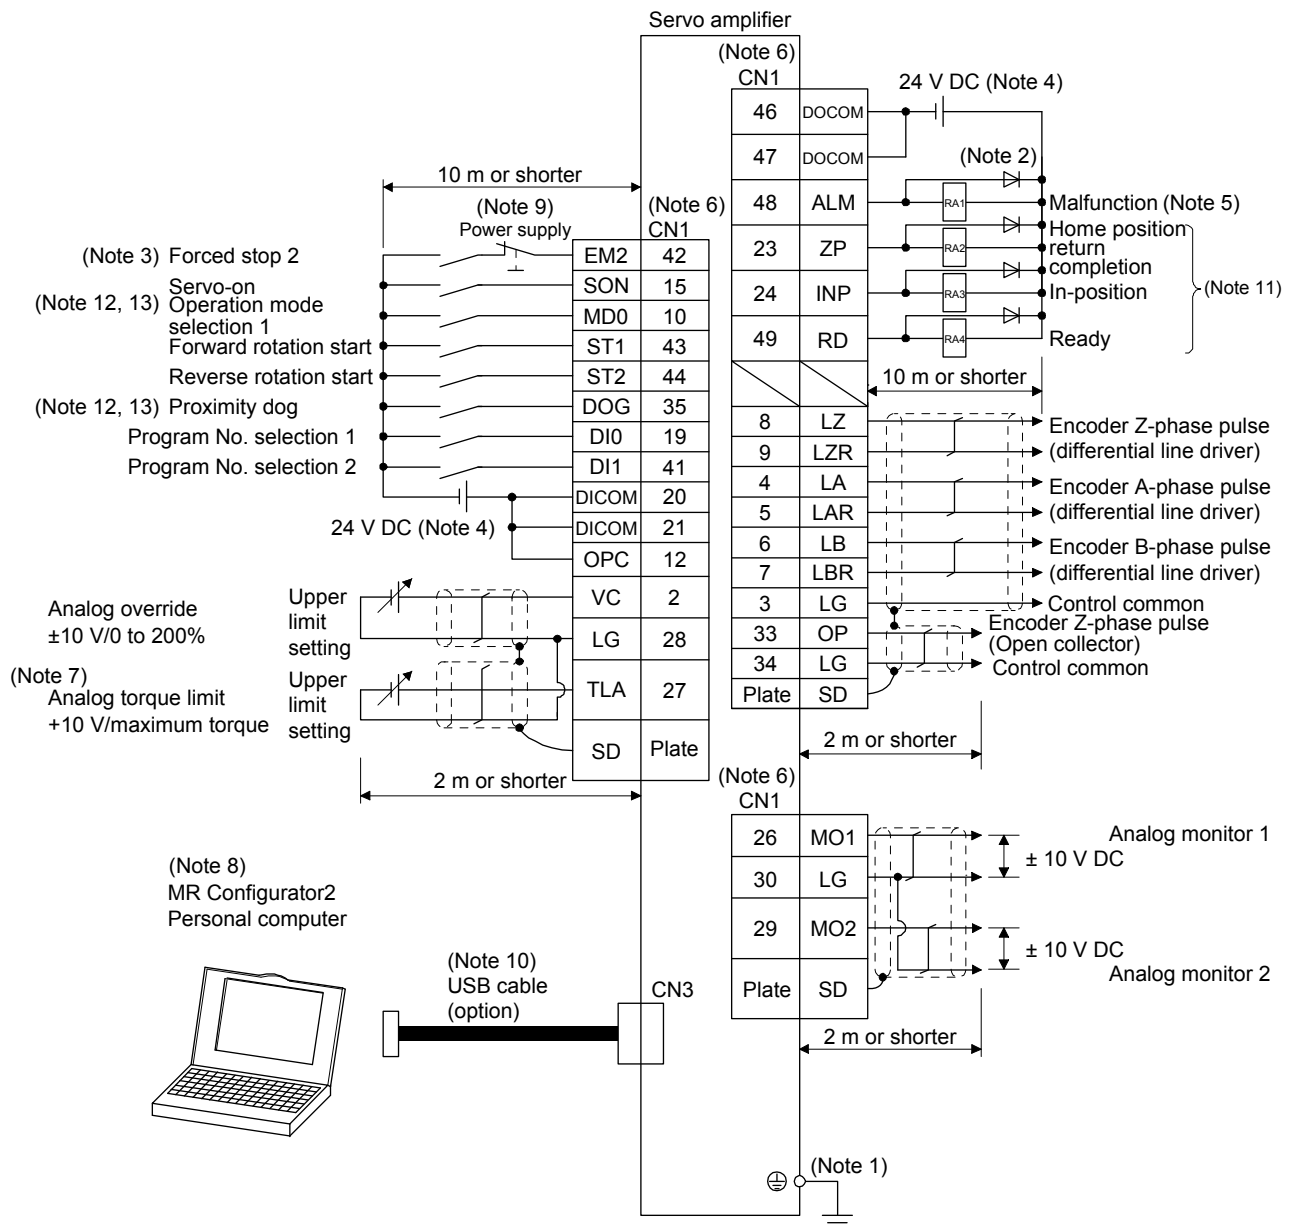 Servo amplifier
(Note 6)
CN1
24 V DC (Note 4)
46 DOCOM
47 DOCOM
(Note 2)
48 ALM RA1 Malfunction (Note 5)
23 ZP RA2 Home position
return
completion
24 INP RA3 In-position
(Note 11)
49 RD RA4 Ready
10 m or shorter
8 LZ Encoder Z-phase pulse
9 LZR (differential line driver)
4 LA Encoder A-phase pulse
5 LAR (differential line driver)
6 LB Encoder B-phase pulse
7 LBR (differential line driver)
3 LG Control common
33 OP Encoder Z-phase pulse
(Open collector)
34 LG Control common
Plate SD
2 m or shorter
10 m or shorter
(Note 9)
Power supply
(Note 6)
CN1
(Note 3) Forced stop 2 EM2 42
Servo-on SON 15
(Note 12, 13) Operation mode
selection 1 MD0 10
Forward rotation start ST1 43
Reverse rotation start ST2 44
(Note 12, 13) Proximity dog DOG 35
Program No. selection 1 DI0 19
Program No. selection 2 DI1 41
DICOM 20
24 V DC (Note 4) DICOM 21
OPC 12
Analog override
±10 V/0 to 200%
Upper
limit
setting
VC 2
LG 28
(Note 7)
Analog torque limit
+10 V/maximum torque
Upper
limit
setting
TLA 27
SD Plate
2 m or shorter
(Note 6)
CN1
26 MO1 Analog monitor 1
± 10 V DC
30 LG
29 MO2
± 10 V DC
Analog monitor 2
Plate SD
2 m or shorter
(Note 8)
MR Configurator2
Personal computer
(Note 10)
USB cable
(option)
CN3
(Note 1)